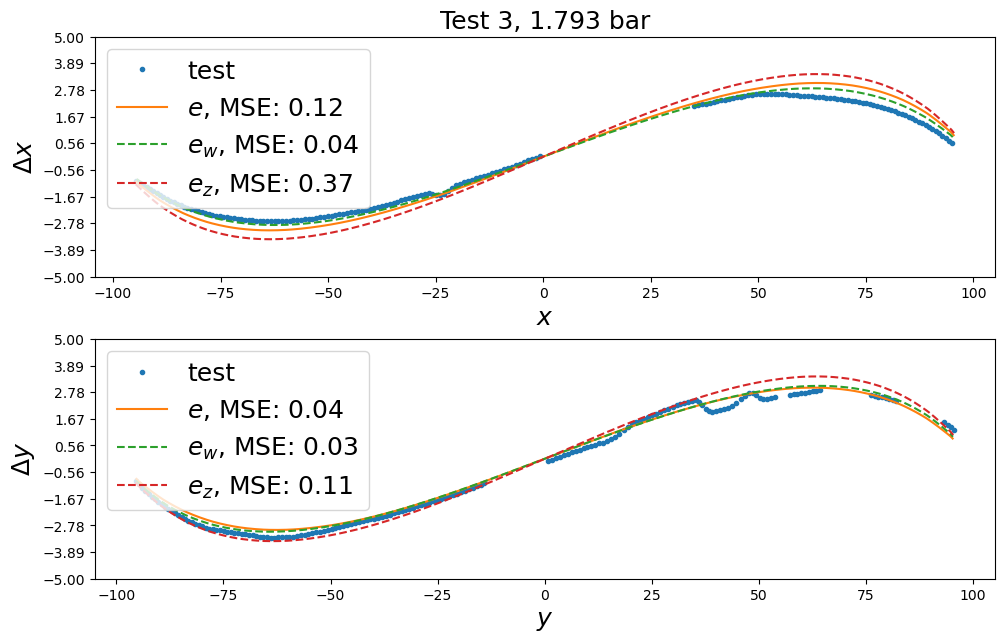 Test 3, 1.793 bar
5.00
3.89
2.78
1.67
0.56
−0.56
−1.67
−2.78
−3.89
−5.00
Δx
test
e, MSE: 0.12
e_w, MSE: 0.04
e_z, MSE: 0.37
−100 −75 −50 −25 0 25 50 75 100
x
5.00
3.89
2.78
1.67
0.56
−0.56
−1.67
−2.78
−3.89
−5.00
Δy
test
e, MSE: 0.04
e_w, MSE: 0.03
e_z, MSE: 0.11
−100 −75 −50 −25 0 25 50 75 100
y